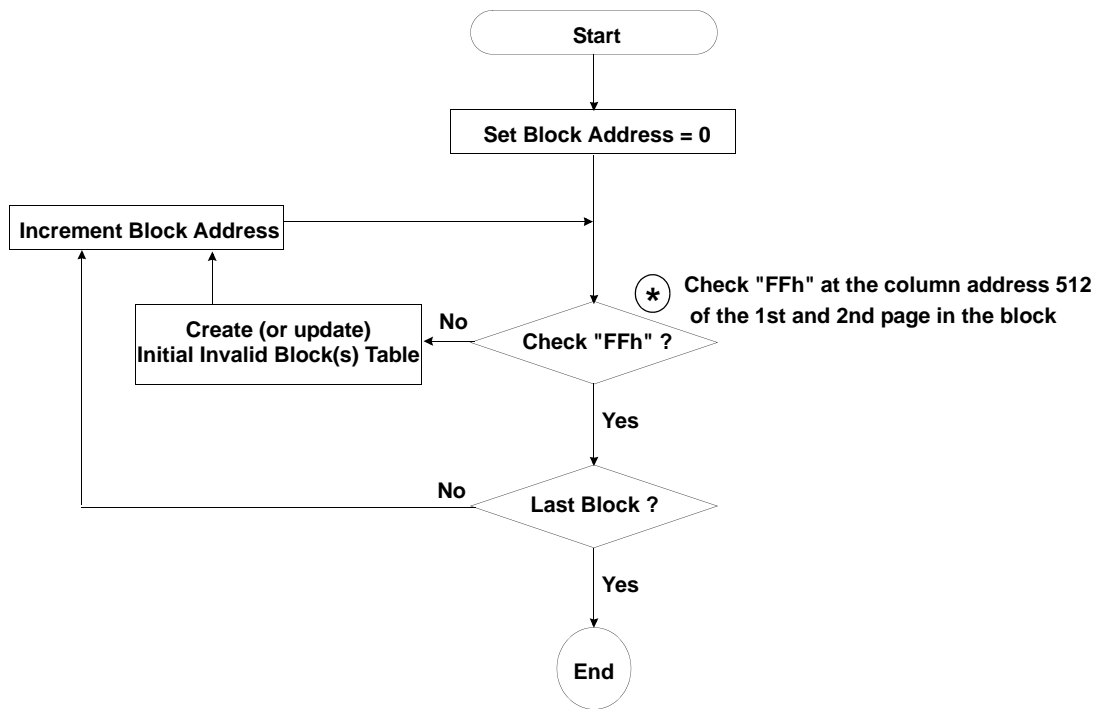 Start
Set Block Address = 0
Increment Block Address
* Check "FFh" at the column address 512
of the 1st and 2nd page in the block
Create (or update)
Initial Invalid Block(s) Table
No
Check "FFh" ?
Yes
No
Last Block ?
Yes
End